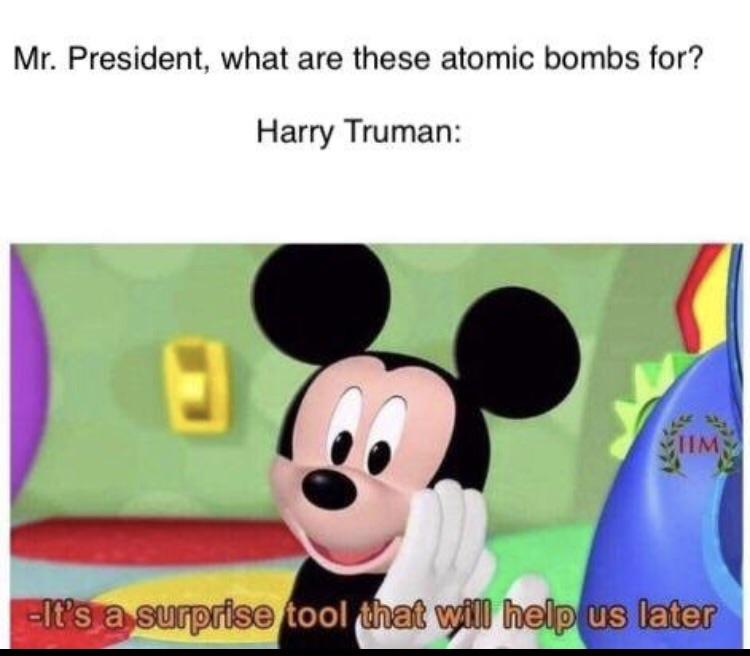 Mr. President, what are these atomic bombs for?
Harry Truman:
IIM
-It's a surprise tool that will help us later